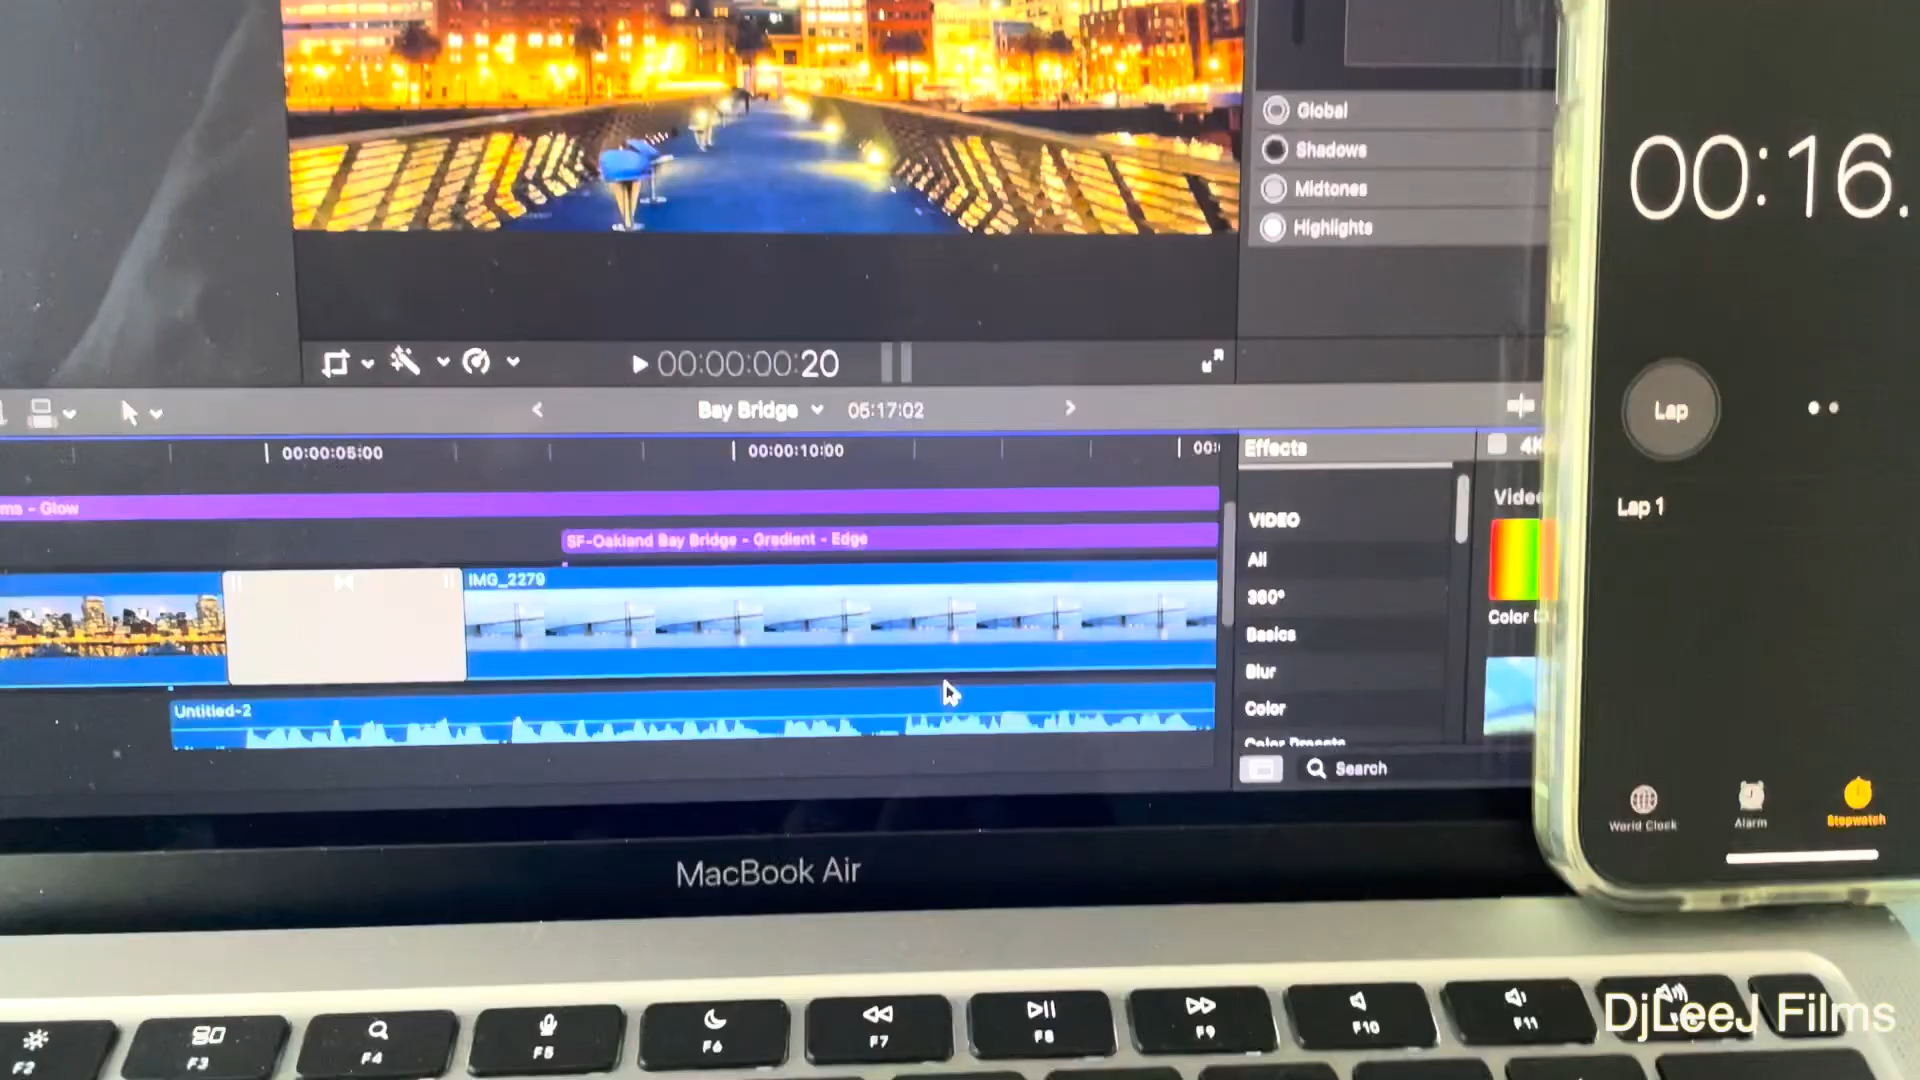 Global
Shadows
Midtones
Highlights
00:16.
00:00:00:20
Lap
Bay Bridge
05:17:02
00:00:05:00
00:00:10:00
Effects
Lap 1
ms - Glow
VIDEO
SF-Oakland Bay Bridge - Gradient - Edge
All
IMG_2279
360°
Basics
Blur
Color
Untitled-2
Color Presets
Search
World Clock
Alarm
Stopwatch
MacBook Air
F2
F3
F4
F5
F6
F7
F8
F9
F10
F11
DjLeeJ Films